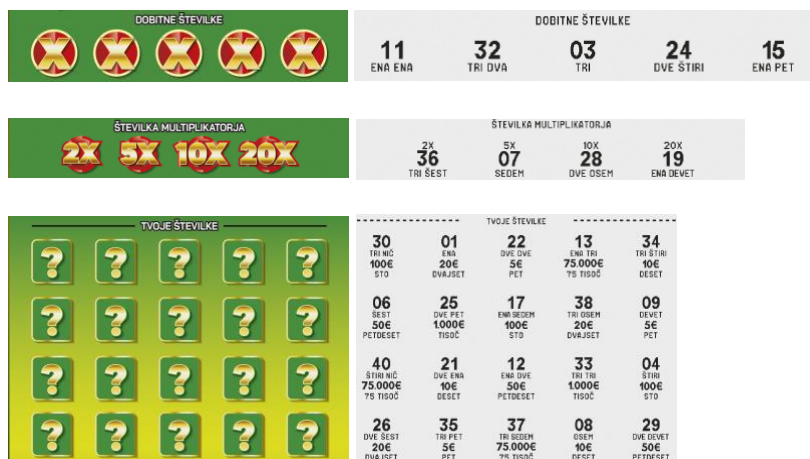 DOBITNE ŠTEVILKE
X X X X X
DOBITNE ŠTEVILKE
11 32 03 24 15
ENA ENA TRI DVA TRI DVE ŠTIRI ENA PET
ŠTEVILKA MULTIPLIKATORJA
2X 5X 10X 20X
ŠTEVILKA MULTIPLIKATORJA
2X 5X 10X 20X
36 07 28 19
TRI ŠEST SEDEM DVE OSEM ENA DEVET
TVOJE ŠTEVILKE
? ? ? ? ?
? ? ? ? ?
? ? ? ? ?
? ? ? ? ?
TVOJE ŠTEVILKE
30 01 22 13 34
TRI NIČ ENA DVE DVE ENA TRI TRI ŠTIRI
100€ 20€ 5€ 75.000€ 10€
STO DVAJSET PET 75 TISOČ DESET
06 25 17 38 09
ŠEST DVE PET ENA SEDEM TRI OSEM DEVET
50€ 1.000€ 100€ 20€ 5€
PETDESET TISOČ STO DVAJSET PET
40 21 12 33 04
ŠTIRI NIČ DVE ENA ENA DVE TRI TRI ŠTIRI
75.000€ 10€ 50€ 1.000€ 100€
75 TISOČ DESET PETDESET TISOČ STO
26 35 37 08 29
DVE ŠEST TRI PET TRI SEDEM OSEM DVE DEVET
20€ 5€ 75.000€ 10€ 50€
DVAJSET PET 75 TISOČ DESET PETDESET